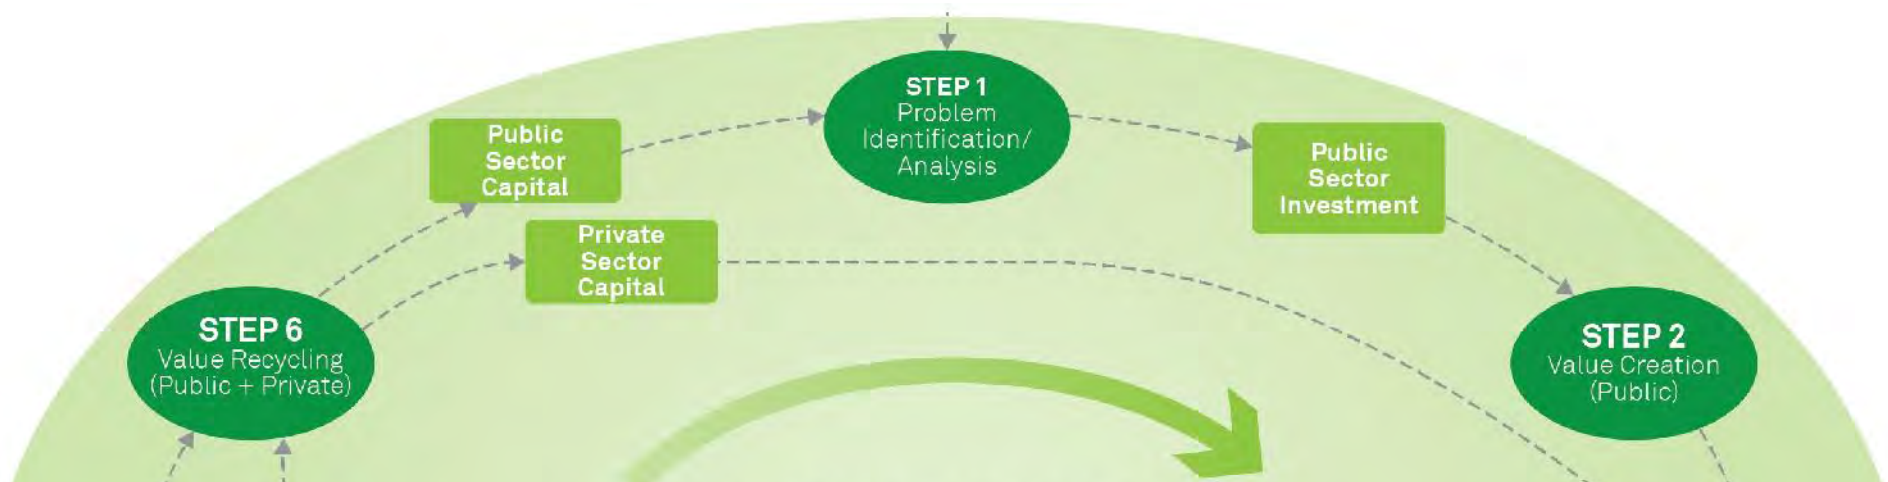 STEP 1
Problem
Identification/
Analysis
Public
Sector
Capital
Public
Sector
Investment
Private
Sector
Capital
STEP 6
Value Recycling
(Public + Private)
STEP 2
Value Creation
(Public)